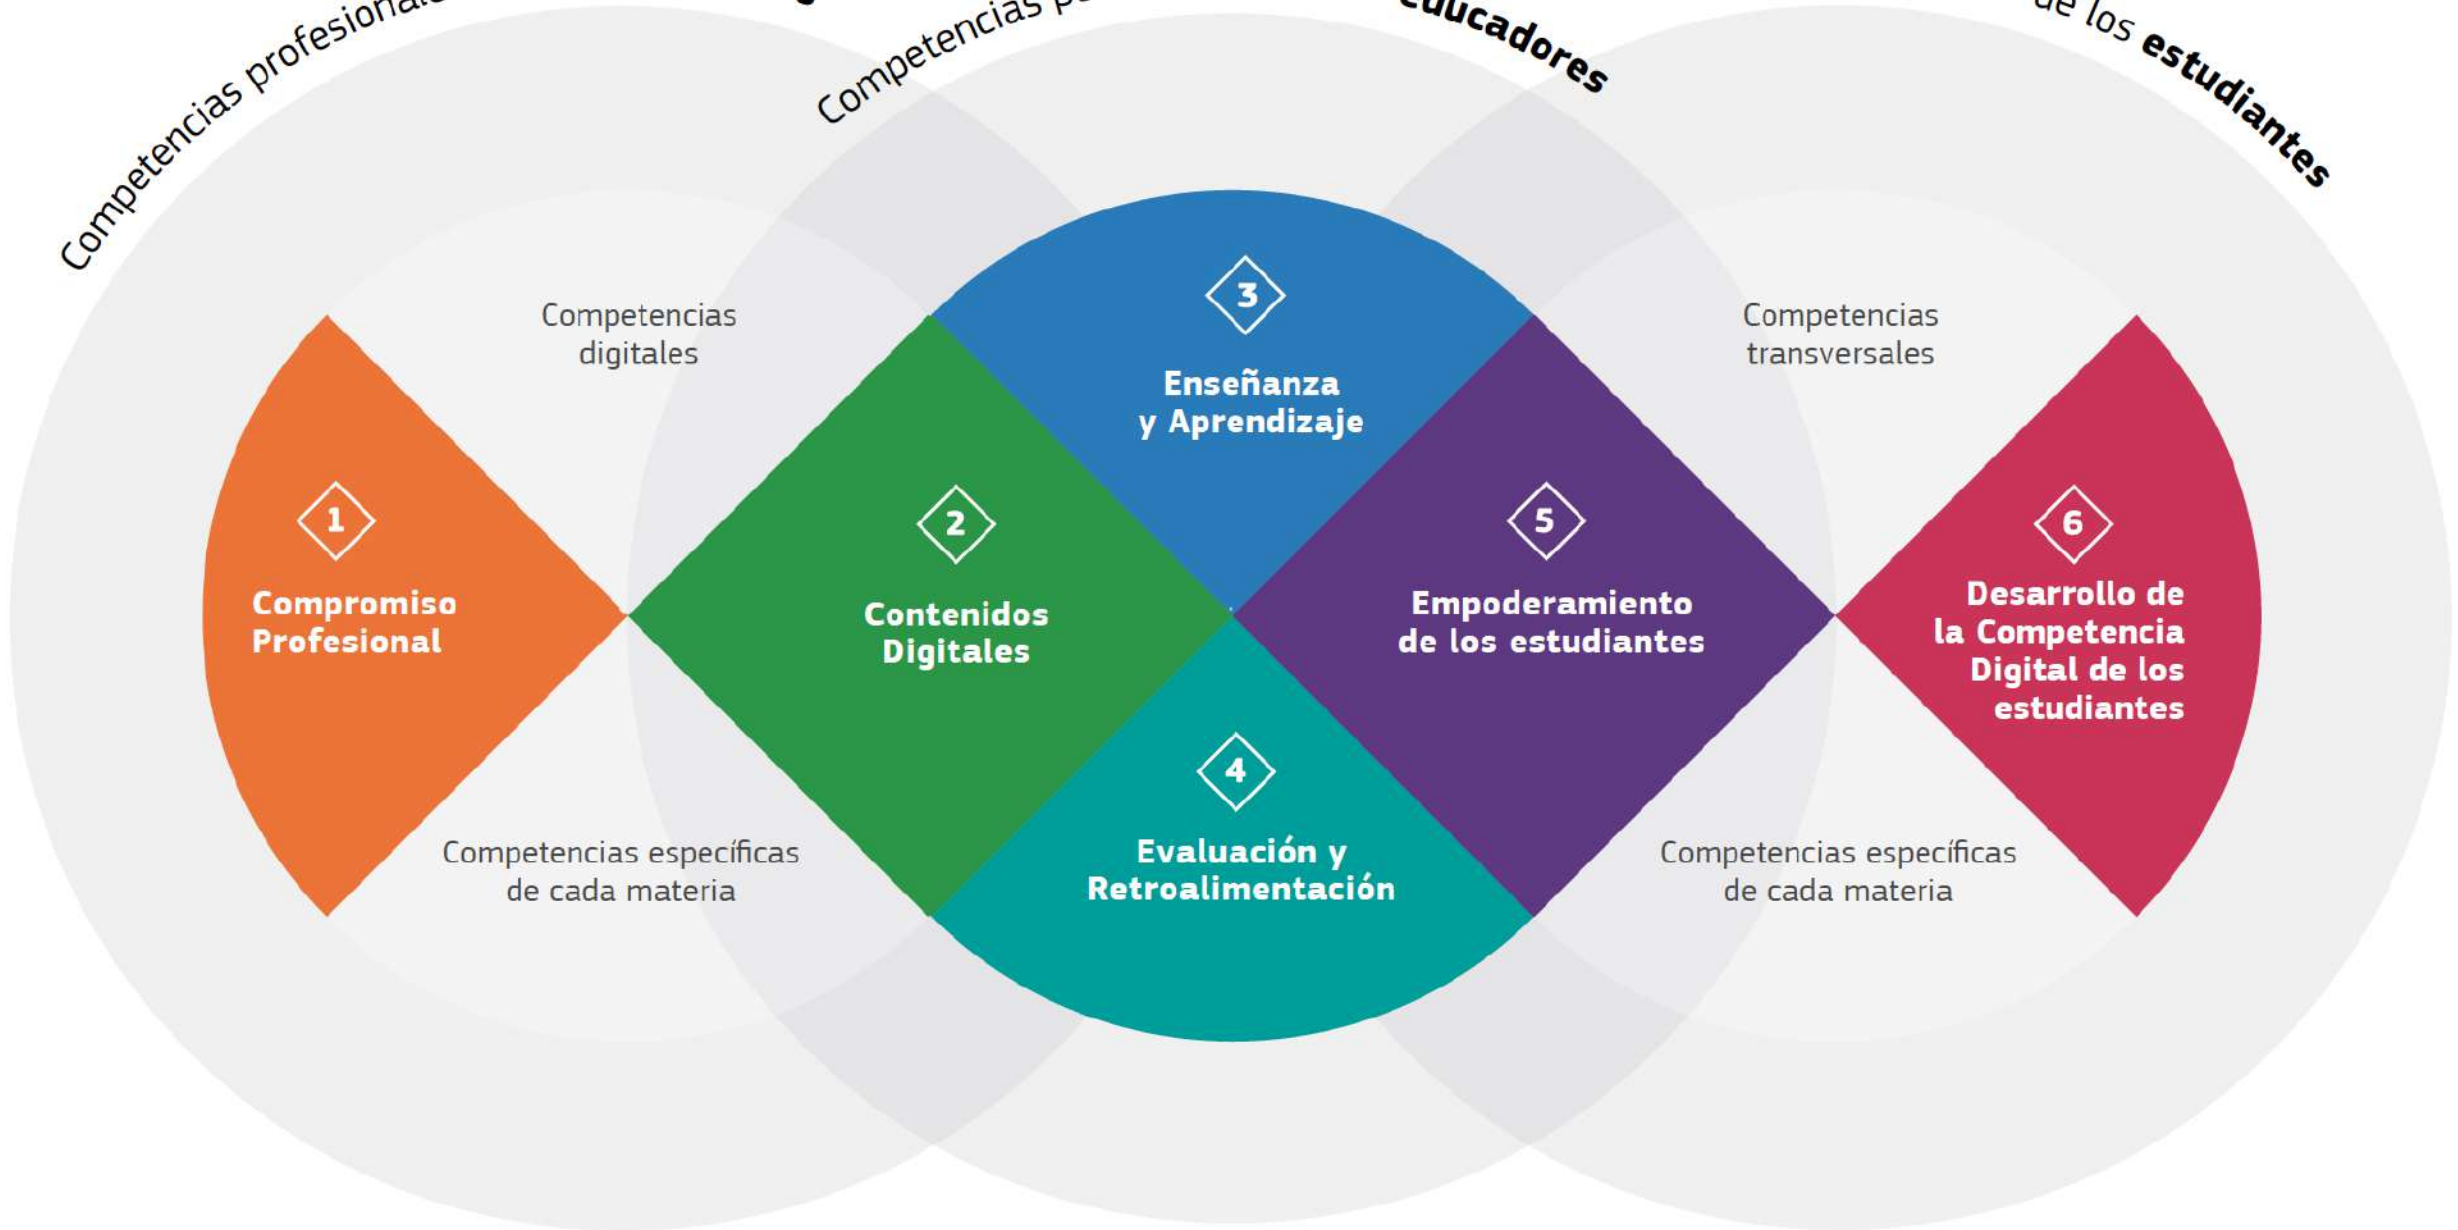 Competencias profesionales
Competencias
educadores
de los estudiantes
Competencias
digitales
Competencias
transversales
3
Enseñanza
y Aprendizaje
1
Compromiso
Profesional
2
Contenidos
Digitales
5
Empoderamiento
de los estudiantes
6
Desarrollo de
la Competencia
Digital de los
estudiantes
4
Evaluación y
Retroalimentación
Competencias específicas
de cada materia
Competencias específicas
de cada materia